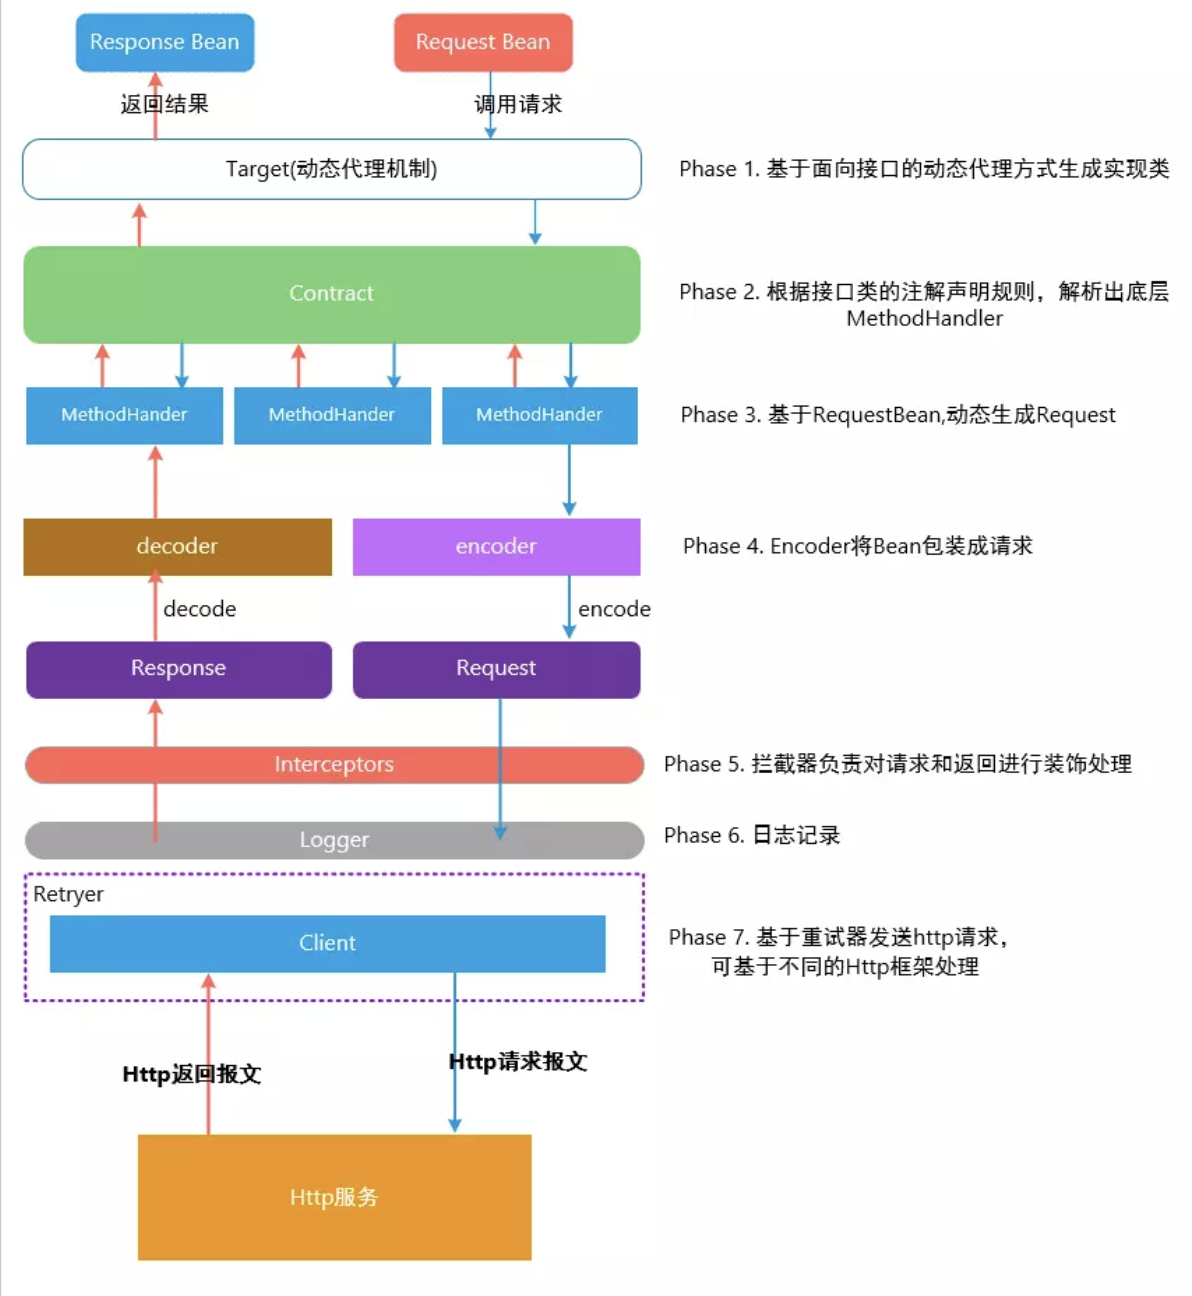 Response Bean
Request Bean
返回结果
调用请求
Target(动态代理机制)
Phase 1. 基于面向接口的动态代理方式生成实现类
Contract
Phase 2. 根据接口类的注解声明规则，解析出底层
MethodHandler
MethodHander
MethodHander
MethodHander
Phase 3. 基于RequestBean,动态生成Request
decoder
encoder
Phase 4. Encoder将Bean包装成请求
decode
encode
Response
Request
Interceptors
Phase 5. 拦截器负责对请求和返回进行装饰处理
Logger
Phase 6. 日志记录
Retryer
Client
Phase 7. 基于重试器发送http请求，
可基于不同的Http框架处理
Http返回报文
Http请求报文
Http服务